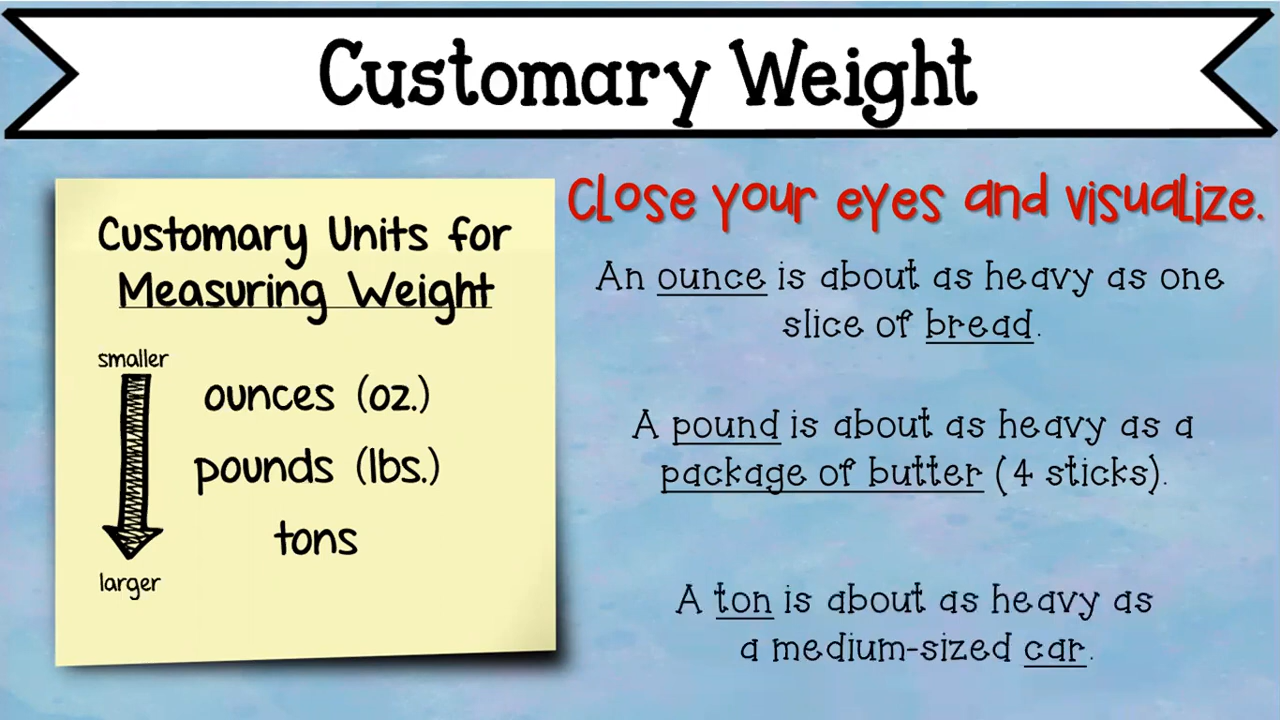 Customary Weight
Customary Units for
Measuring Weight
smaller
ounces (oz.)
pounds (lbs.)
tons
larger
Close your eyes and visualize.
An ounce is about as heavy as one
slice of bread.
A pound is about as heavy as a
package of butter (4 sticks).
A ton is about as heavy as
a medium-sized car.